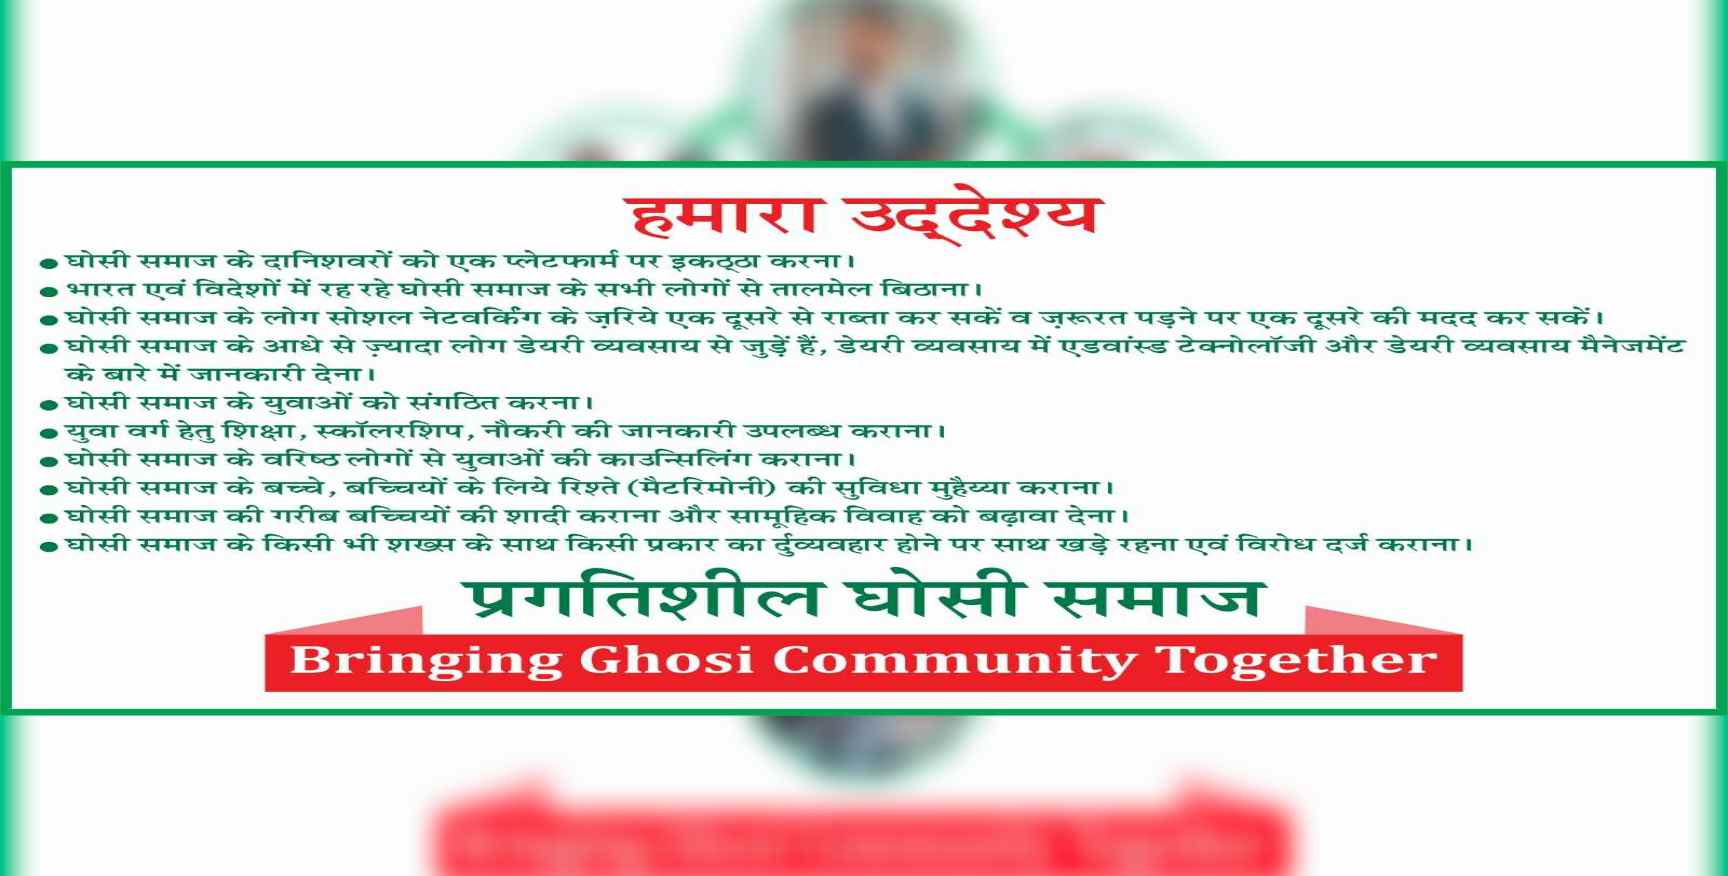 हमारा उद्देश्य
• घोसी समाज के दानिशवरों को एक प्लेटफार्म पर इकठ्ठा करना।
• भारत एवं विदेशों में रह रहे घोसी समाज के सभी लोगों से तालमेल बिठाना।
• घोसी समाज के लोग सोशल नेटवर्किंग के ज़रिये एक दूसरे से राब्ता कर सकें व ज़रूरत पड़ने पर एक दूसरे की मदद कर सकें।
• घोसी समाज के आधे से ज़्यादा लोग डेयरी व्यवसाय से जुड़ें हैं, डेयरी व्यवसाय में एडवांस्ड टेक्नोलॉजी और डेयरी व्यवसाय मैनेजमेंट
के बारे में जानकारी देना।
• घोसी समाज के युवाओं को संगठित करना।
• युवा वर्ग हेतु शिक्षा, स्कॉलरशिप, नौकरी की जानकारी उपलब्ध कराना।
• घोसी समाज के वरिष्ठ लोगों से युवाओं की काउन्सिलिंग कराना।
• घोसी समाज के बच्चे, बच्चियों के लिये रिश्ते (मैटरिमोनी) की सुविधा मुहैय्या कराना।
• घोसी समाज की गरीब बच्चियों की शादी कराना और सामूहिक विवाह को बढ़ावा देना।
• घोसी समाज के किसी भी शख्स के साथ किसी प्रकार का र्दुव्यवहार होने पर साथ खड़े रहना एवं विरोध दर्ज कराना।
प्रगतिशील घोसी समाज
Bringing Ghosi Community Together